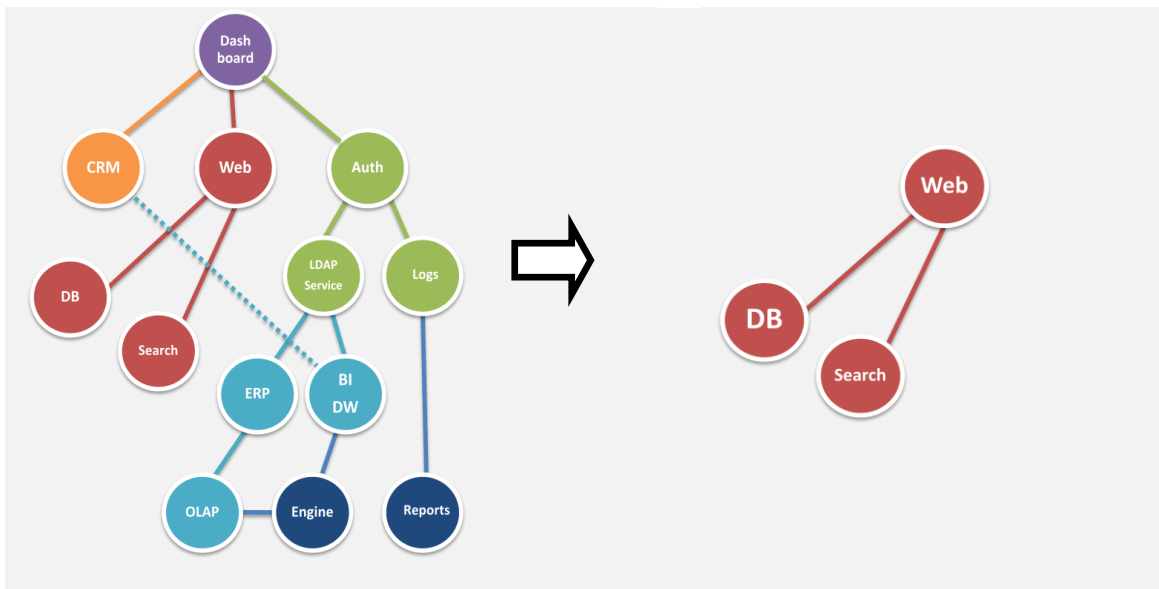 Dash
board
CRM
Web
Auth
DB
LDAP
Service
Logs
Search
ERP
BI
DW
OLAP
Engine
Reports
Web
DB
Search